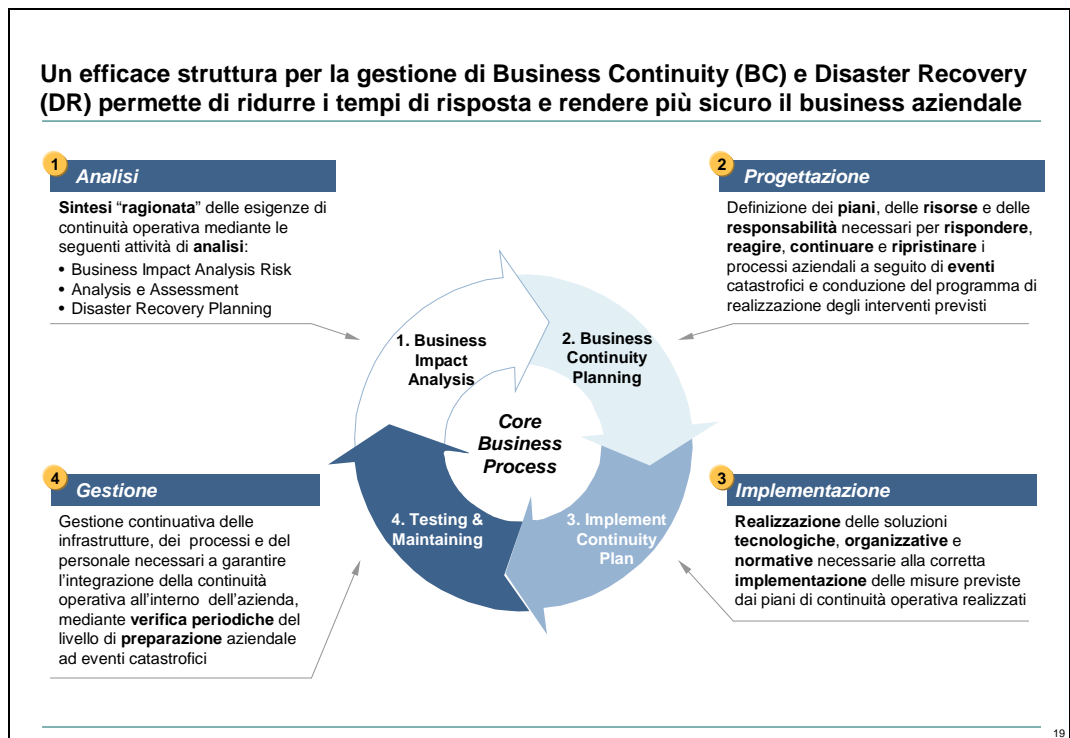 Un efficace struttura per la gestione di Business Continuity (BC) e Disaster Recovery
(DR) permette di ridurre i tempi di risposta e rendere più sicuro il business aziendale
1
Analisi
Sintesi “ragionata” delle esigenze di
continuità operativa mediante le
seguenti attività di analisi:
• Business Impact Analysis Risk
• Analysis e Assessment
• Disaster Recovery Planning
2
Progettazione
Definizione dei piani, delle risorse e delle
responsabilità necessari per rispondere,
reagire, continuare e ripristinare i
processi aziendali a seguito di eventi
catastrofici e conduzione del programma di
realizzazione degli interventi previsti
1. Business
Impact
Analysis
2. Business
Continuity
Planning
Core
Business
Process
4. Testing &
Maintaining
3. Implement
Continuity
Plan
4
Gestione
Gestione continuativa delle
infrastrutture, dei processi e del
personale necessari a garantire
l’integrazione della continuità
operativa all’interno dell’azienda,
mediante verifica periodiche del
livello di preparazione aziendale
ad eventi catastrofici
3
Implementazione
Realizzazione delle soluzioni
tecnologiche, organizzative e
normative necessarie alla corretta
implementazione delle misure previste
dai piani di continuità operativa realizzati
19